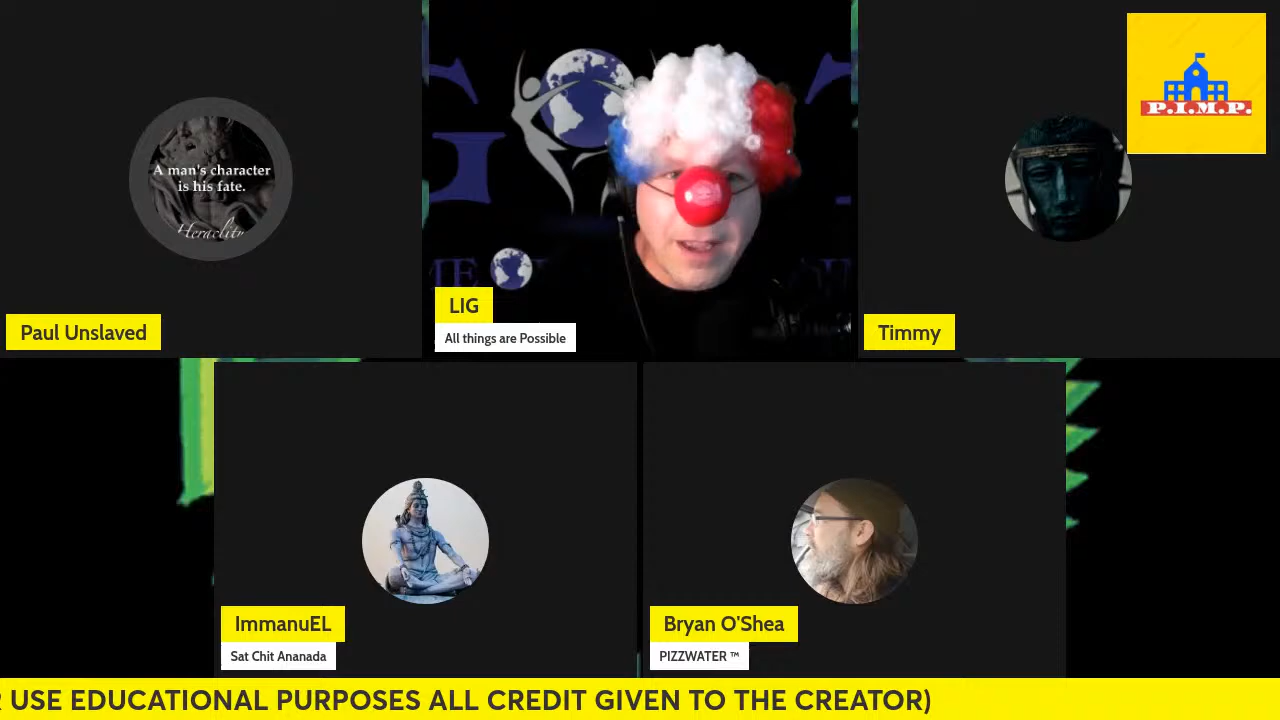 A man's character
is his fate.
Heraclitu
Paul Unslaved
LIG
All things are Possible
Timmy
P.I.M.P.
ImmanuEL
Sat Chit Ananada
Bryan O'Shea
PIZZWATER ™
USE EDUCATIONAL PURPOSES ALL CREDIT GIVEN TO THE CREATOR)